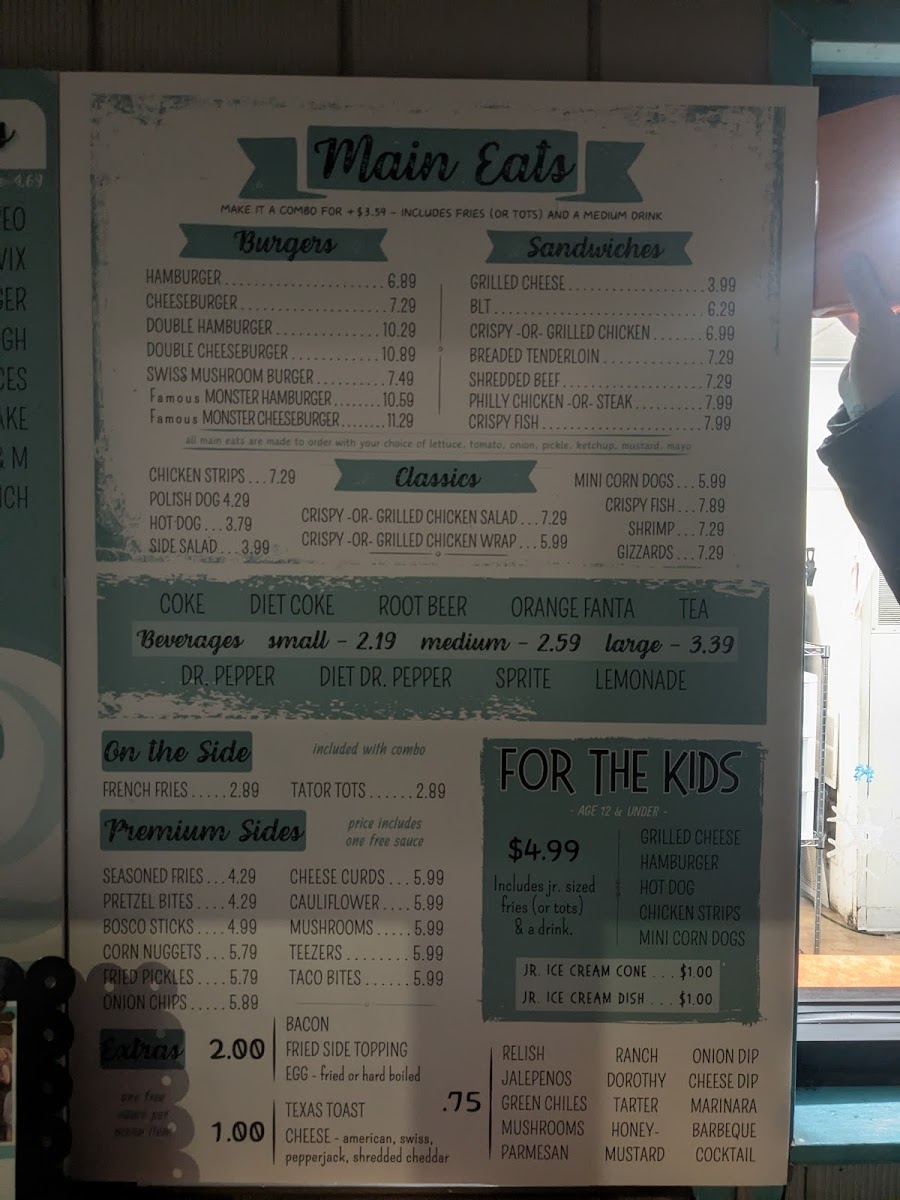 4.69
EO
VIX
GER
GH
CES
AKE
& M
ICH
Main Eats
MAKE IT A COMBO FOR +$3.59 - INCLUDES FRIES (OR TOTS) AND A MEDIUM DRINK
Burgers
HAMBURGER 6.89
CHEESEBURGER 7.29
DOUBLE HAMBURGER 10.29
DOUBLE CHEESEBURGER 10.89
SWISS MUSHROOM BURGER 7.49
Famous MONSTER HAMBURGER 10.59
Famous MONSTER CHEESEBURGER 11.29
Sandwiches
GRILLED CHEESE 3.99
BLT 6.29
CRISPY -OR- GRILLED CHICKEN 6.99
BREADED TENDERLOIN 7.29
SHREDDED BEEF 7.29
PHILLY CHICKEN -OR- STEAK 7.99
CRISPY FISH 7.99
all main eats are made to order with your choice of lettuce, tomato, onion, pickle, ketchup, mustard, mayo
Classics
CHICKEN STRIPS ... 7.29
POLISH DOG 4.29
HOT DOG ... 3.79
SIDE SALAD ... 3.99
CRISPY -OR- GRILLED CHICKEN SALAD ... 7.29
CRISPY -OR- GRILLED CHICKEN WRAP ... 5.99
MINI CORN DOGS ... 5.99
CRISPY FISH ... 7.89
SHRIMP ... 7.29
GIZZARDS ... 7.29
COKE DIET COKE ROOT BEER ORANGE FANTA TEA
Beverages small - 2.19 medium - 2.59 large - 3.39
DR. PEPPER DIET DR. PEPPER SPRITE LEMONADE
On the Side
included with combo
FRENCH FRIES ..... 2.89
TATOR TOTS ...... 2.89
Premium Sides
price includes
one free sauce
SEASONED FRIES ... 4.29
PRETZEL BITES .... 4.29
BOSCO STICKS .... 4.99
CORN NUGGETS ... 5.79
FRIED PICKLES .... 5.79
ONION CHIPS ..... 5.89
CHEESE CURDS ... 5.99
CAULIFLOWER .... 5.99
MUSHROOMS ..... 5.99
TEEZERS ......... 5.99
TACO BITES ....... 5.99
FOR THE KIDS
- AGE 12 & UNDER -
$4.99
Includes jr. sized
fries (or tots)
& a drink.
GRILLED CHEESE
HAMBURGER
HOT DOG
CHICKEN STRIPS
MINI CORN DOGS
JR. ICE CREAM CONE ... $1.00
JR. ICE CREAM DISH ... $1.00
Extras
one free
sauce per
menu item
2.00
BACON
FRIED SIDE TOPPING
EGG - fried or hard boiled
1.00
TEXAS TOAST
CHEESE - american, swiss,
pepperjack, shredded cheddar
.75
RELISH
JALEPENOS
GREEN CHILES
MUSHROOMS
PARMESAN
RANCH
DOROTHY
TARTER
HONEY-
MUSTARD
ONION DIP
CHEESE DIP
MARINARA
BARBEQUE
COCKTAIL